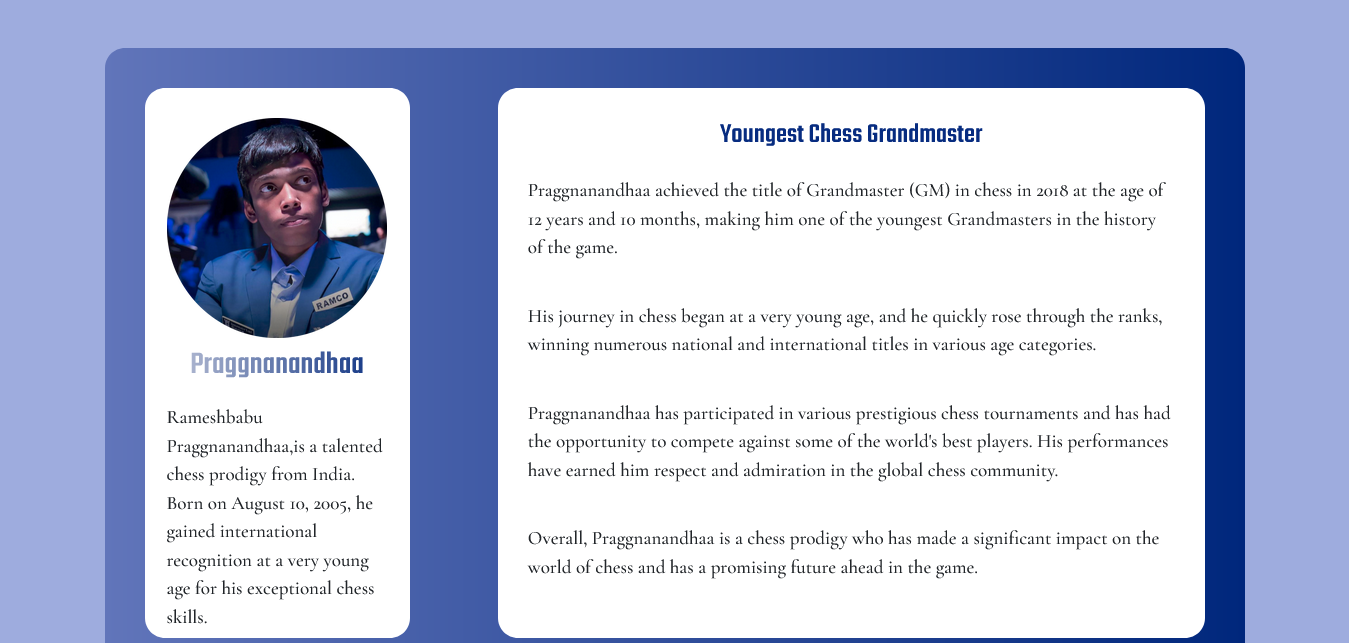 RAMCO
Praggnanandhaa
Rameshbabu
Praggnanandhaa,is a talented
chess prodigy from India.
Born on August 10, 2005, he
gained international
recognition at a very young
age for his exceptional chess
skills.
Youngest Chess Grandmaster
Praggnanandhaa achieved the title of Grandmaster (GM) in chess in 2018 at the age of
12 years and 10 months, making him one of the youngest Grandmasters in the history
of the game.
His journey in chess began at a very young age, and he quickly rose through the ranks,
winning numerous national and international titles in various age categories.
Praggnanandhaa has participated in various prestigious chess tournaments and has had
the opportunity to compete against some of the world's best players. His performances
have earned him respect and admiration in the global chess community.
Overall, Praggnanandhaa is a chess prodigy who has made a significant impact on the
world of chess and has a promising future ahead in the game.